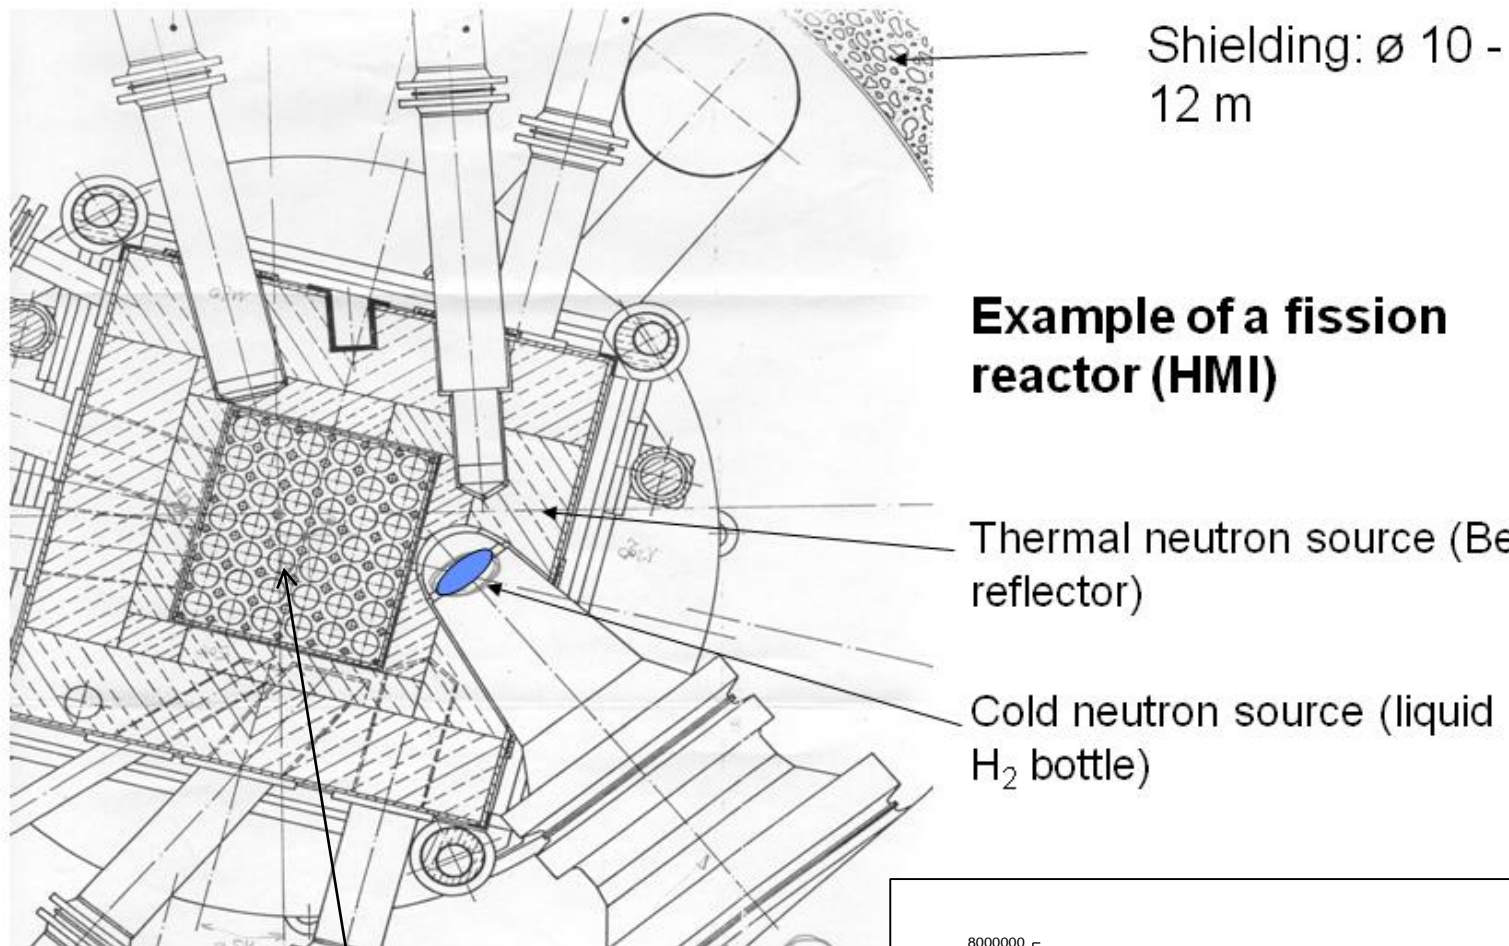 Shielding: ø 10 -
12 m
Example of a fission
reactor (HMI)
Thermal neutron source (Be
reflector)
Cold neutron source (liquid
H₂ bottle)
8000000